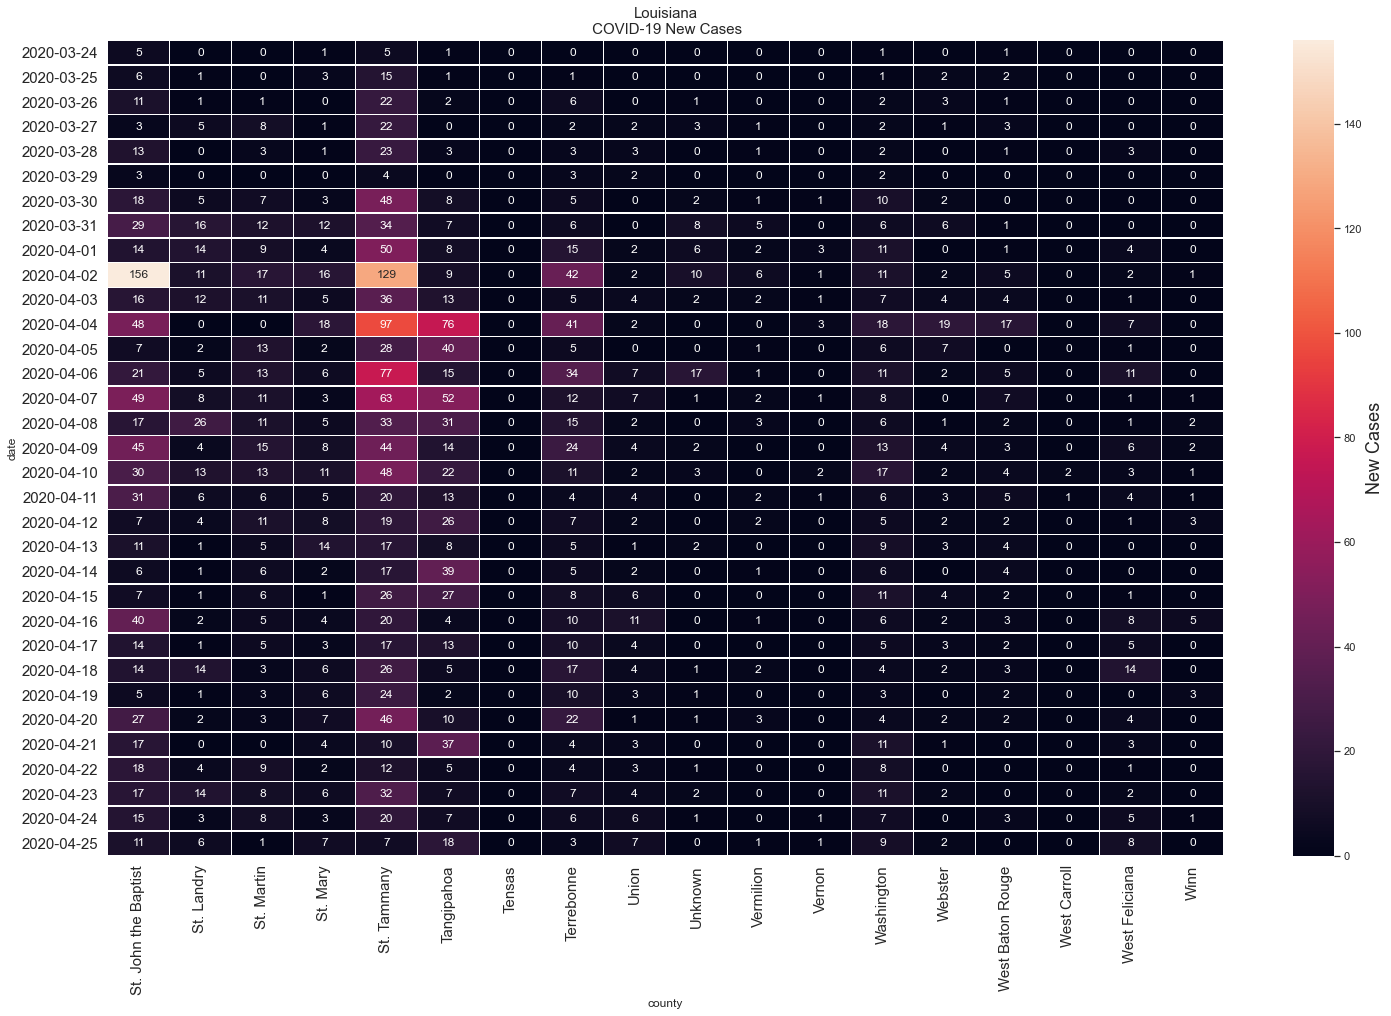 Louisiana
COVID-19 New Cases
2020-03-24 5 0 0 1 5 1 0 0 0 0 0 0 1 0 1 0 0 0
2020-03-25 6 1 0 3 15 1 0 1 0 0 0 0 1 2 2 0 0 0
2020-03-26 11 1 1 0 22 2 0 6 0 1 0 0 2 3 1 0 0 0
2020-03-27 3 5 8 1 22 0 0 2 2 3 1 0 2 1 3 0 0 0
2020-03-28 13 0 3 1 23 3 0 3 3 0 1 0 2 0 1 0 3 0
2020-03-29 3 0 0 0 4 0 0 3 2 0 0 0 2 0 0 0 0 0
2020-03-30 18 5 7 3 48 8 0 5 0 2 1 1 10 2 0 0 0 0
2020-03-31 29 16 12 12 34 7 0 6 0 8 5 0 6 6 1 0 0 0
2020-04-01 14 14 9 4 50 8 0 15 2 6 2 3 11 0 1 0 4 0
2020-04-02 156 11 17 16 129 9 0 42 2 10 6 1 11 2 5 0 2 1
2020-04-03 16 12 11 5 36 13 0 5 4 2 2 1 7 4 4 0 1 0
2020-04-04 48 0 0 18 97 76 0 41 2 0 0 3 18 19 17 0 7 0
2020-04-05 7 2 13 2 28 40 0 5 0 0 1 0 6 7 0 0 1 0
2020-04-06 21 5 13 6 77 15 0 34 7 17 1 0 11 2 5 0 11 0
2020-04-07 49 8 11 3 63 52 0 12 7 1 2 1 8 0 7 0 1 1
2020-04-08 17 26 11 5 33 31 0 15 2 0 3 0 6 1 2 0 1 2
2020-04-09 45 4 15 8 44 14 0 24 4 2 0 0 13 4 3 0 6 2
2020-04-10 30 13 13 11 48 22 0 11 2 3 0 2 17 2 4 2 3 1
2020-04-11 31 6 6 5 20 13 0 4 4 0 2 1 6 3 5 1 4 1
2020-04-12 7 4 11 8 19 26 0 7 2 0 2 0 5 2 2 0 1 3
2020-04-13 11 1 5 14 17 8 0 5 1 2 0 0 9 3 4 0 0 0
2020-04-14 6 1 6 2 17 39 0 5 2 0 1 0 6 0 4 0 0 0
2020-04-15 7 1 6 1 26 27 0 8 6 0 0 0 11 4 2 0 1 0
2020-04-16 40 2 5 4 20 4 0 10 11 0 1 0 6 2 3 0 8 5
2020-04-17 14 1 5 3 17 13 0 10 4 0 0 0 5 3 2 0 5 0
2020-04-18 14 14 3 6 26 5 0 17 4 1 2 0 4 2 3 0 14 0
2020-04-19 5 1 3 6 24 2 0 10 3 1 0 0 3 0 2 0 0 3
2020-04-20 27 2 3 7 46 10 0 22 1 1 3 0 4 2 2 0 4 0
2020-04-21 17 0 0 4 10 37 0 4 3 0 0 0 11 1 0 0 3 0
2020-04-22 18 4 9 2 12 5 0 4 3 1 0 0 8 0 0 0 1 0
2020-04-23 17 14 8 6 32 7 0 7 4 2 0 0 11 2 0 0 2 0
2020-04-24 15 3 8 3 20 7 0 6 6 1 0 1 7 0 3 0 5 1
2020-04-25 11 6 1 7 7 18 0 3 7 0 1 1 9 2 0 0 8 0
date
St. John the Baptist
St. Landry
St. Martin
St. Mary
St. Tammany
Tangipahoa
Tensas
Terrebonne
Union
Unknown
Vermilion
Vernon
Washington
Webster
West Baton Rouge
West Carroll
West Feliciana
Winn
county
140
120
100
80
60
40
20
0
New Cases